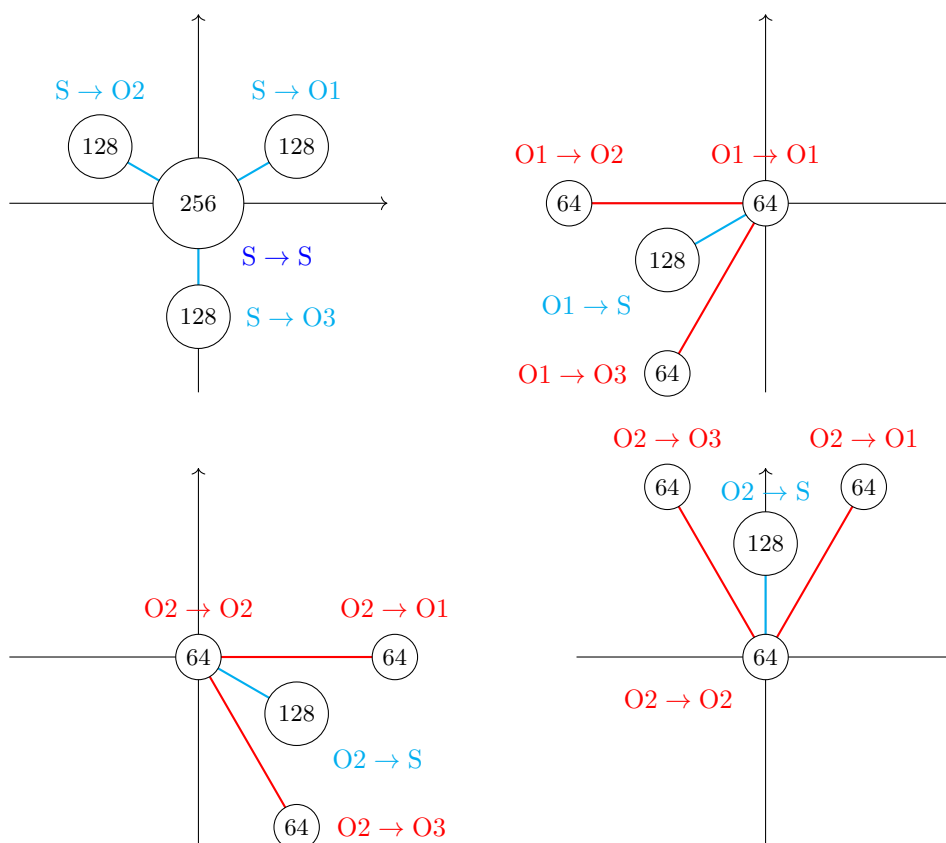 S → O2
S → O1
128
128
256
S → S
128
S → O3
O1 → O2
O1 → O1
64
64
128
O1 → S
O1 → O3
64
O2 → O2
O2 → O1
64
64
128
O2 → S
64
O2 → O3
O2 → O3
O2 → O1
64
O2 → S
64
128
64
O2 → O2